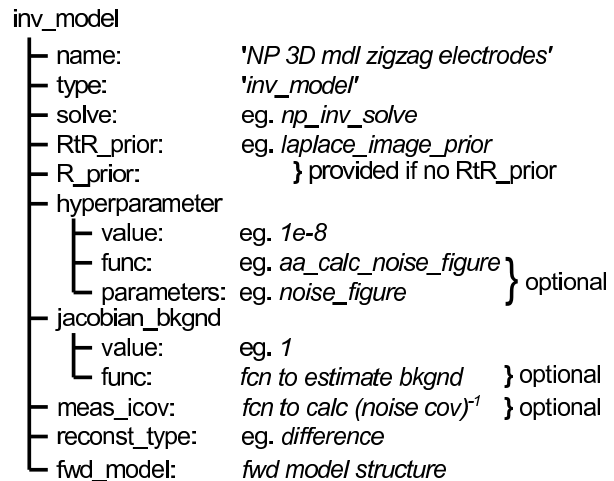 inv_model
name: 'NP 3D mdl zigzag electrodes'
type: 'inv_model'
solve: eg. np_inv_solve
RtR_prior: eg. laplace_image_prior
R_prior: } provided if no RtR_prior
hyperparameter
value: eg. 1e-8
func: eg. aa_calc_noise_figure
parameters: eg. noise_figure } optional
jacobian_bkgnd
value: eg. 1
func: fcn to estimate bkgnd } optional
meas_icov: fcn to calc (noise cov)⁻¹ } optional
reconst_type: eg. difference
fwd_model: fwd model structure